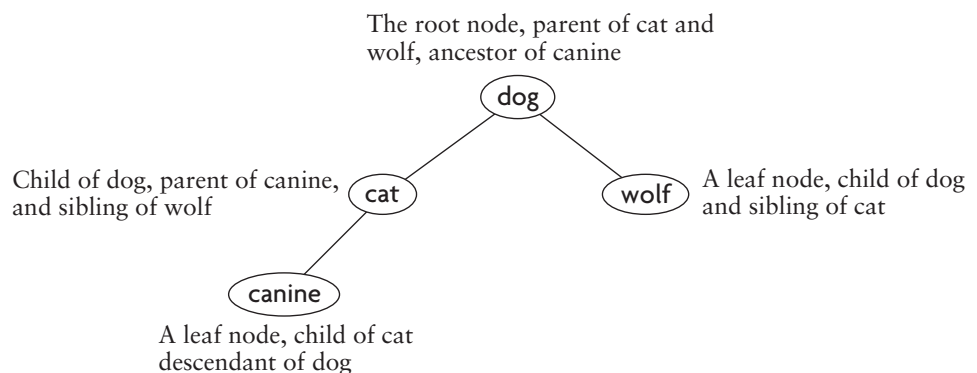 The root node, parent of cat and
wolf, ancestor of canine
dog
Child of dog, parent of canine,
and sibling of wolf
cat
wolf
A leaf node, child of dog
and sibling of cat
canine
A leaf node, child of cat
descendant of dog